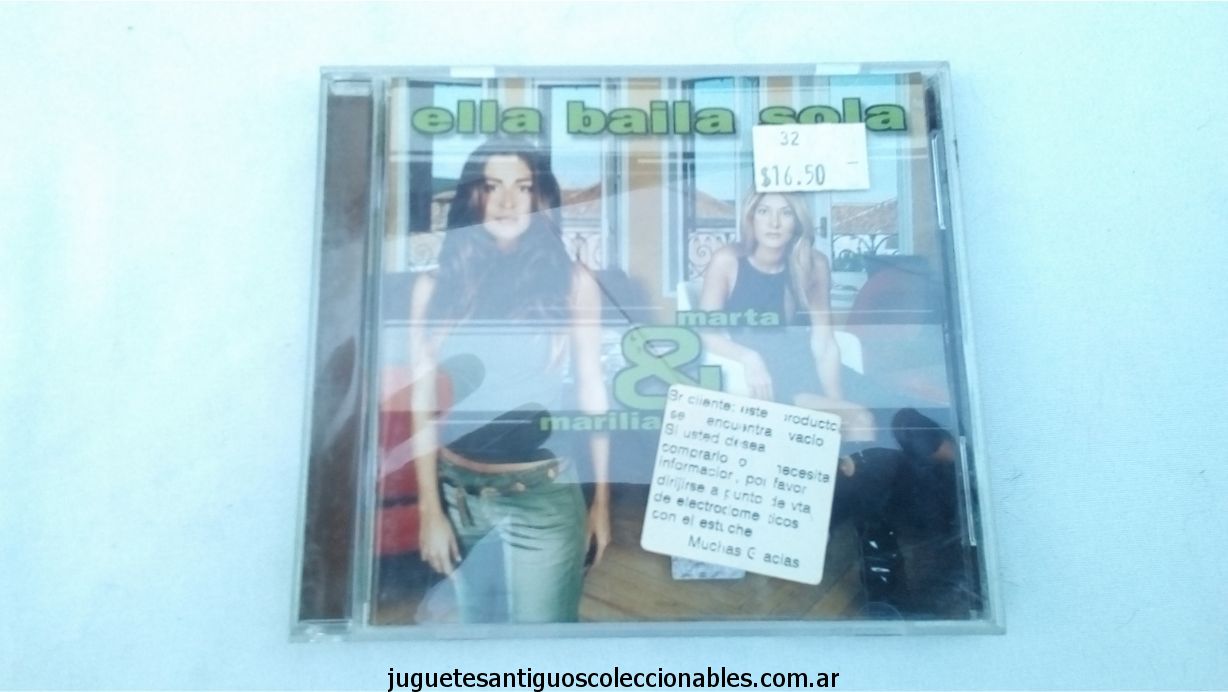 ella baila sola
32
$16.50
marta
&
marilia
Sr cliente: este producto
se encuentra vacio
Si usted desea
comprarlo o necesita
informacion, por favor
dirijirse a punto de vta
de electrodomesticos
con el estuche
Muchas Gracias
juguetesantiguoscoleccionables.com.ar